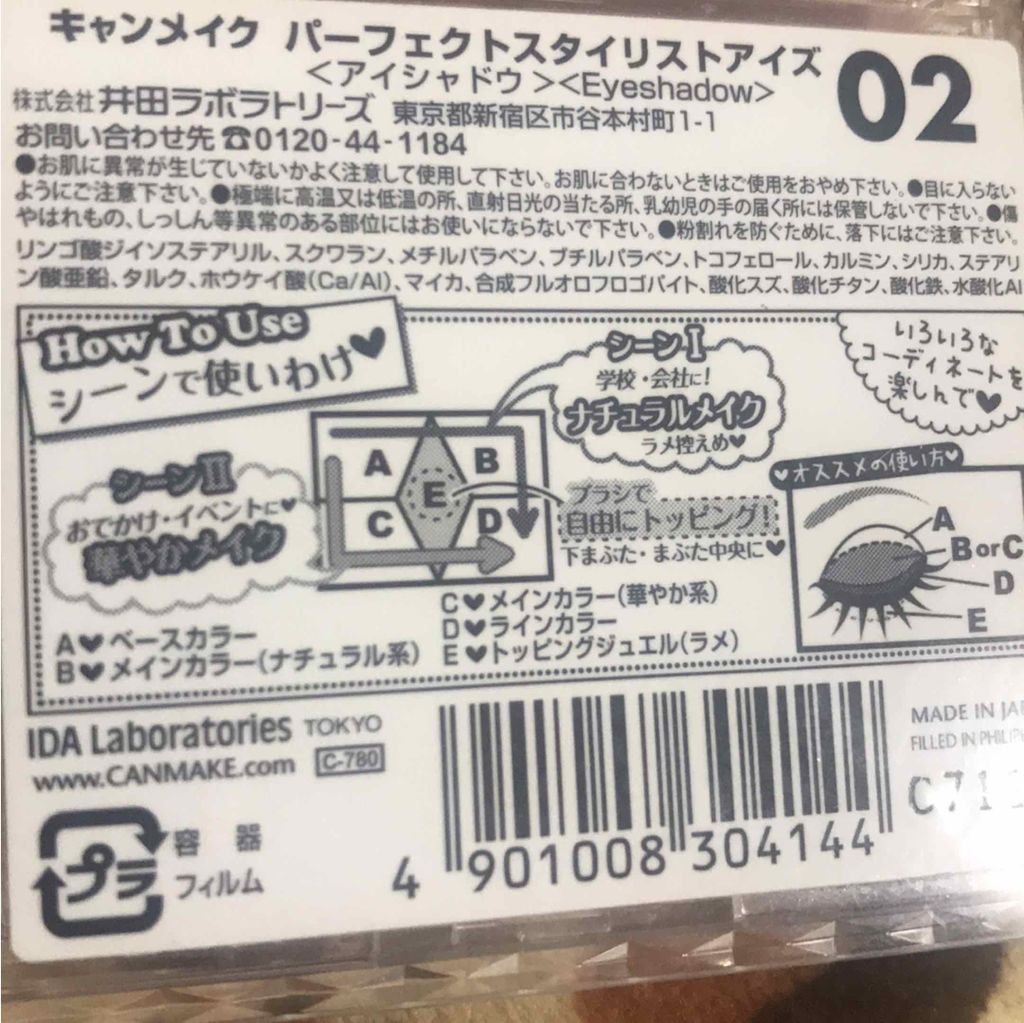 キャンメイク パーフェクトスタイリストアイズ
<アイシャドウ><Eyeshadow>
02
株式会社 井田ラボラトリーズ 東京都新宿区市谷本村町1-1
お問い合わせ先 ☎0120-44-1184
●お肌に異常が生じていないかよく注意して使用して下さい。お肌に合わないときはご使用をおやめ下さい。●目に入らない
ようにご注意下さい。●極端に高温又は低温の所、直射日光の当たる所、乳幼児の手の届く所には保管しないで下さい。●傷
やはれもの、しっしん等異常のある部位にはお使いにならないで下さい。●粉割れを防ぐために、落下にはご注意下さい。
リンゴ酸ジイソステアリル、スクワラン、メチルパラベン、ブチルパラベン、トコフェロール、カルミン、シリカ、ステアリ
ン酸亜鉛、タルク、ホウケイ酸(Ca/Al)、マイカ、合成フルオロフロゴパイト、酸化スズ、酸化チタン、酸化鉄、水酸化Al
How To Use
シーンで使いわけ♥
シーンⅠ
学校・会社に!
ナチュラルメイク
ラメ控えめ♥
いろいろな
コーディネートを
楽しんで♥
シーンⅡ
おでかけ・イベントに♥
華やかメイク
A
B
C
D
E
ブラシで
自由にトッピング!
下まぶた・まぶた中央に♥
♥オススメの使い方♥
A
B or C
D
E
A♥ベースカラー
B♥メインカラー(ナチュラル系)
C♥メインカラー(華やか系)
D♥ラインカラー
E♥トッピングジュエル(ラメ)
IDA Laboratories TOKYO
www.CANMAKE.com C-780
プラ
容器
フィルム
4 901008 304144
MADE IN
FILLED IN